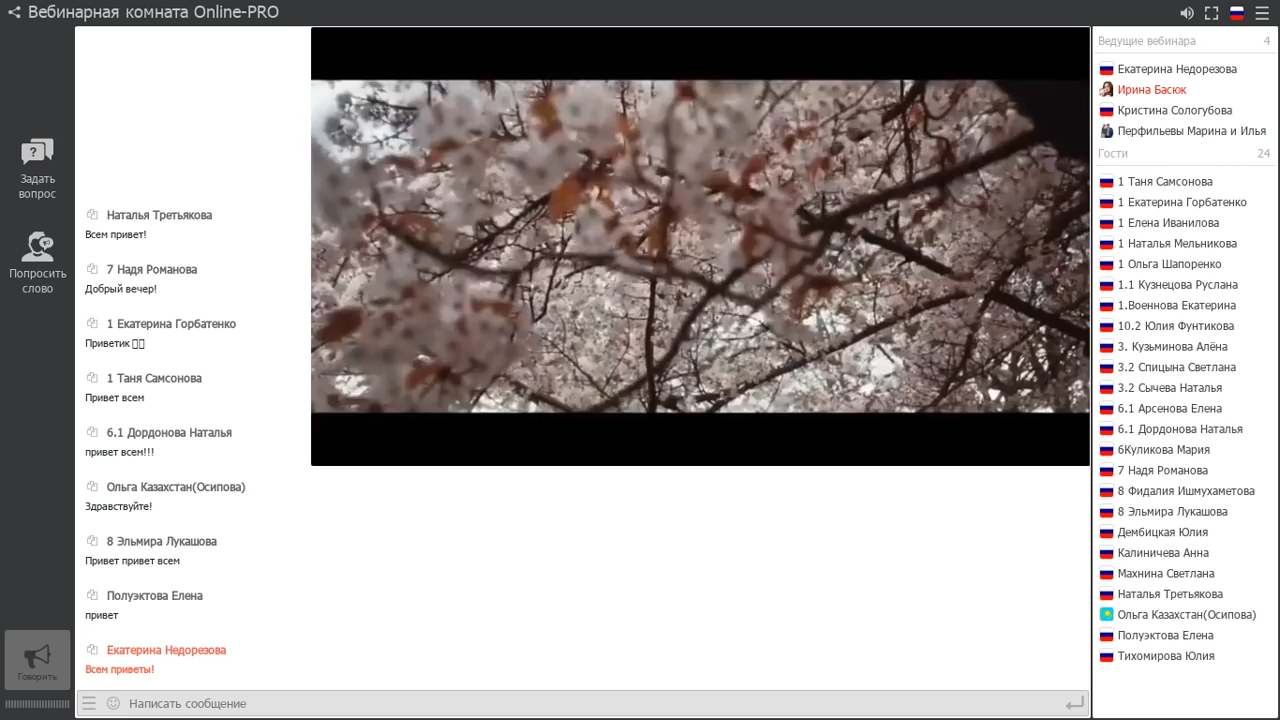 Вебинарная комната Online-PRO
Задать
вопрос
Попросить
слово
Говорить
Наталья Третьякова
Всем привет!
7 Надя Романова
Добрый вечер!
1 Екатерина Горбатенко
Приветик
1 Таня Самсонова
Привет всем
6.1 Дордонова Наталья
привет всем!!!
Ольга Казахстан(Осипова)
Здравствуйте!
8 Эльмира Лукашова
Привет привет всем
Полуэктова Елена
привет
Екатерина Недорезова
Всем приветы!
Написать сообщение
Ведущие вебинара 4
Екатерина Недорезова
Ирина Басюк
Кристина Сологубова
Перфильевы Марина и Илья
Гости 24
1 Таня Самсонова
1 Екатерина Горбатенко
1 Елена Иванилова
1 Наталья Мельникова
1 Ольга Шапоренко
1.1 Кузнецова Руслана
1.Военнова Екатерина
10.2 Юлия Фунтикова
3. Кузьминова Алёна
3.2 Спицына Светлана
3.2 Сычева Наталья
6.1 Арсенова Елена
6.1 Дордонова Наталья
6Куликова Мария
7 Надя Романова
8 Фидалия Ишмухаметова
8 Эльмира Лукашова
Дембицкая Юлия
Калиничева Анна
Махнина Светлана
Наталья Третьякова
Ольга Казахстан(Осипова)
Полуэктова Елена
Тихомирова Юлия